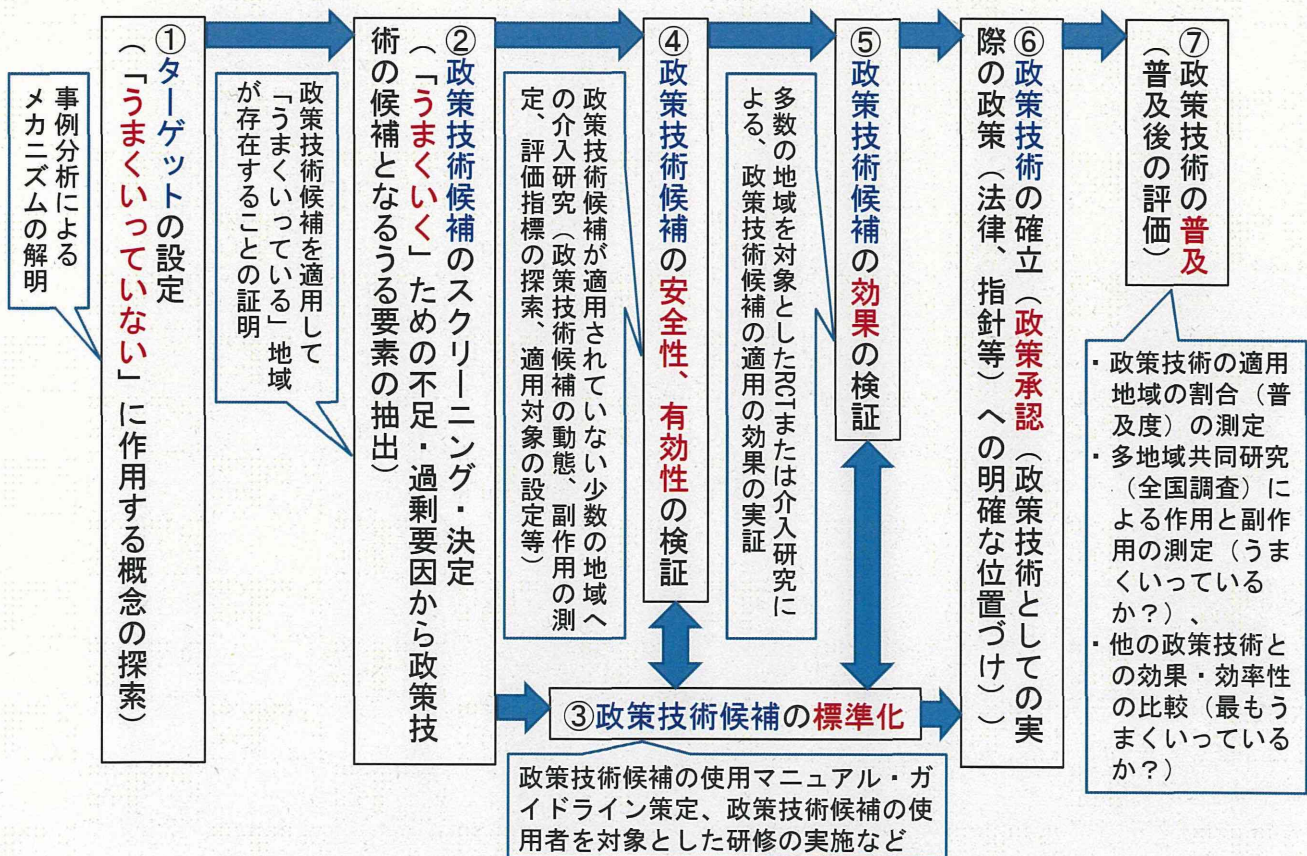 ①ターゲットの設定
（「うまくいっていない」に作用する概念の探索）
事例分析による
メカニズムの解明
②政策技術候補のスクリーニング・決定
（「うまくいく」ための不足・過剰要因から政策技
術の候補となるうる要素の抽出）
政策技術候補を適用して
「うまくいっている」地域
が存在することの証明
③政策技術候補の標準化
政策技術候補の使用マニュアル・ガ
イドライン策定、政策技術候補の使
用者を対象とした研修の実施など
④政策技術候補の安全性、有効性の検証
政策技術候補が適用されていない少数の地域へ
の介入研究（政策技術候補の動態、副作用の測
定、評価指標の探索、適用対象の設定等）
⑤政策技術候補の効果の検証
多数の地域を対象としたRCTまたは介入研究に
よる、政策技術候補の適用の効果の実証
⑥政策技術の確立（政策承認（政策技術としての実
際の政策（法律、指針等）への明確な位置づけ））
⑦政策技術の普及
（普及後の評価）
・政策技術の適用
地域の割合（普
及度）の測定
・多地域共同研究
（全国調査）に
よる作用と副作
用の測定（うま
くいっている
か？）、
・他の政策技術と
の効果・効率性
の比較（最もう
まくいっている
か？）